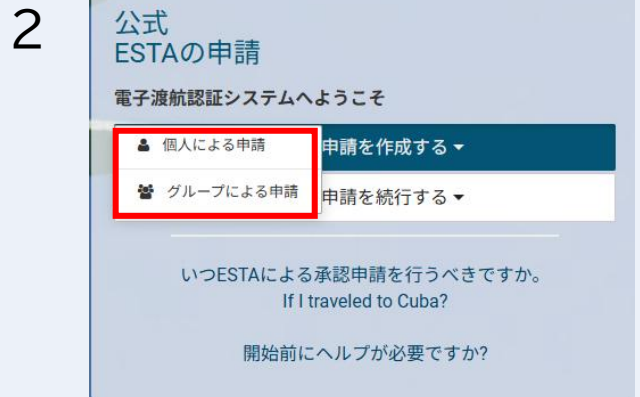 2
公式
ESTAの申請
電子渡航認証システムへようこそ
個人による申請
申請を作成する
グループによる申請
申請を続行する
いつESTAによる承認申請を行うべきですか。
If I traveled to Cuba?
開始前にヘルプが必要ですか?